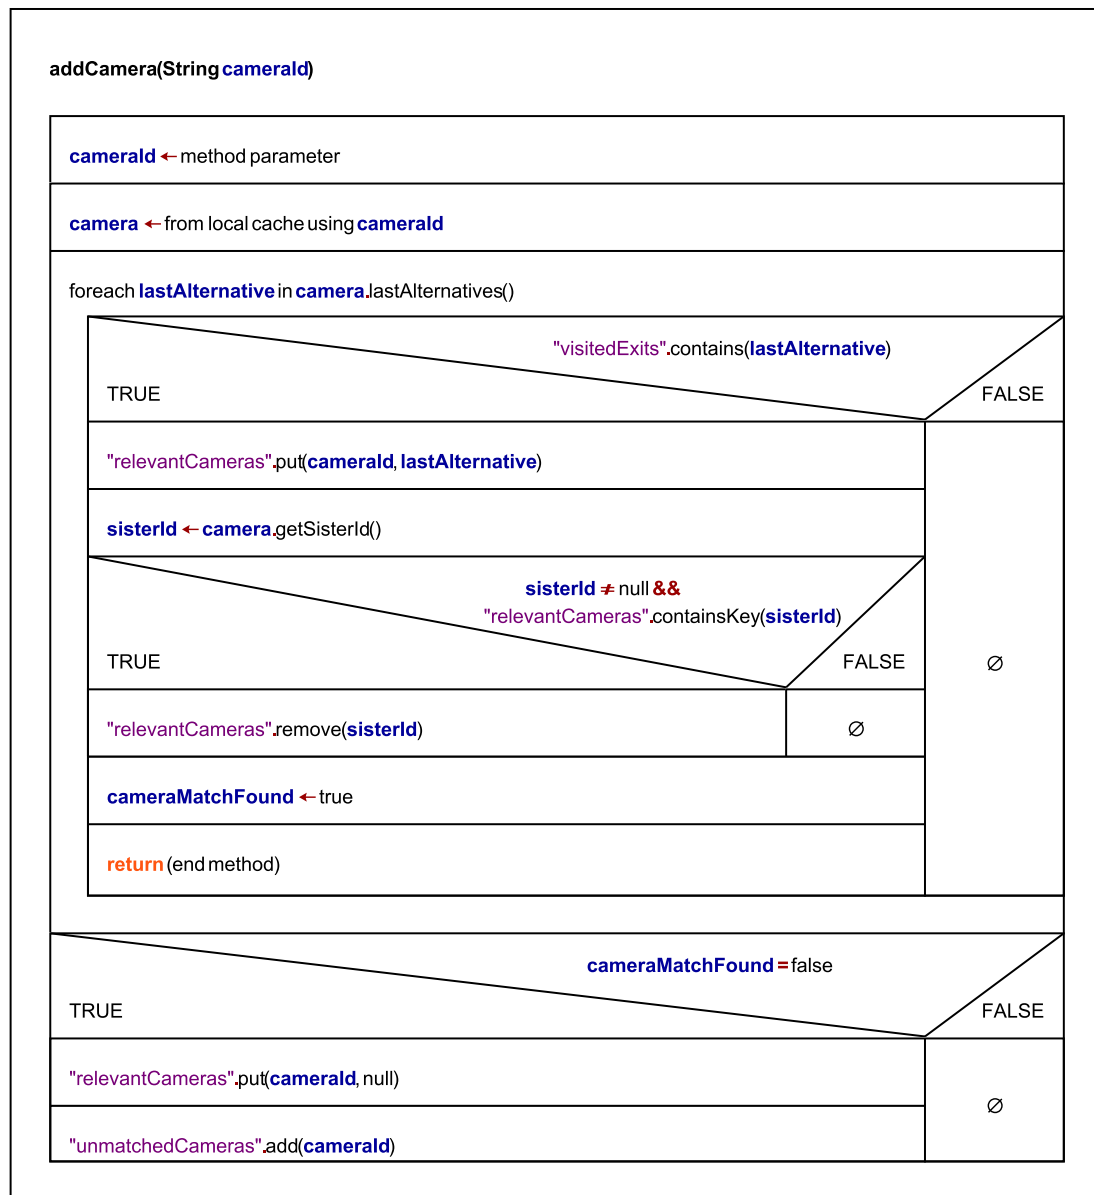 addCamera(String cameraId)
cameraId ← method parameter
camera ← from local cache using cameraId
foreach lastAlternative in camera.lastAlternatives()
"visitedExits".contains(lastAlternative)
TRUE
FALSE
"relevantCameras".put(cameraId, lastAlternative)
sisterId ← camera.getSisterId()
sisterId ≠ null &&
"relevantCameras".containsKey(sisterId)
TRUE
FALSE
∅
"relevantCameras".remove(sisterId)
∅
cameraMatchFound ← true
return (end method)
cameraMatchFound = false
TRUE
FALSE
"relevantCameras".put(cameraId, null)
∅
"unmatchedCameras".add(cameraId)